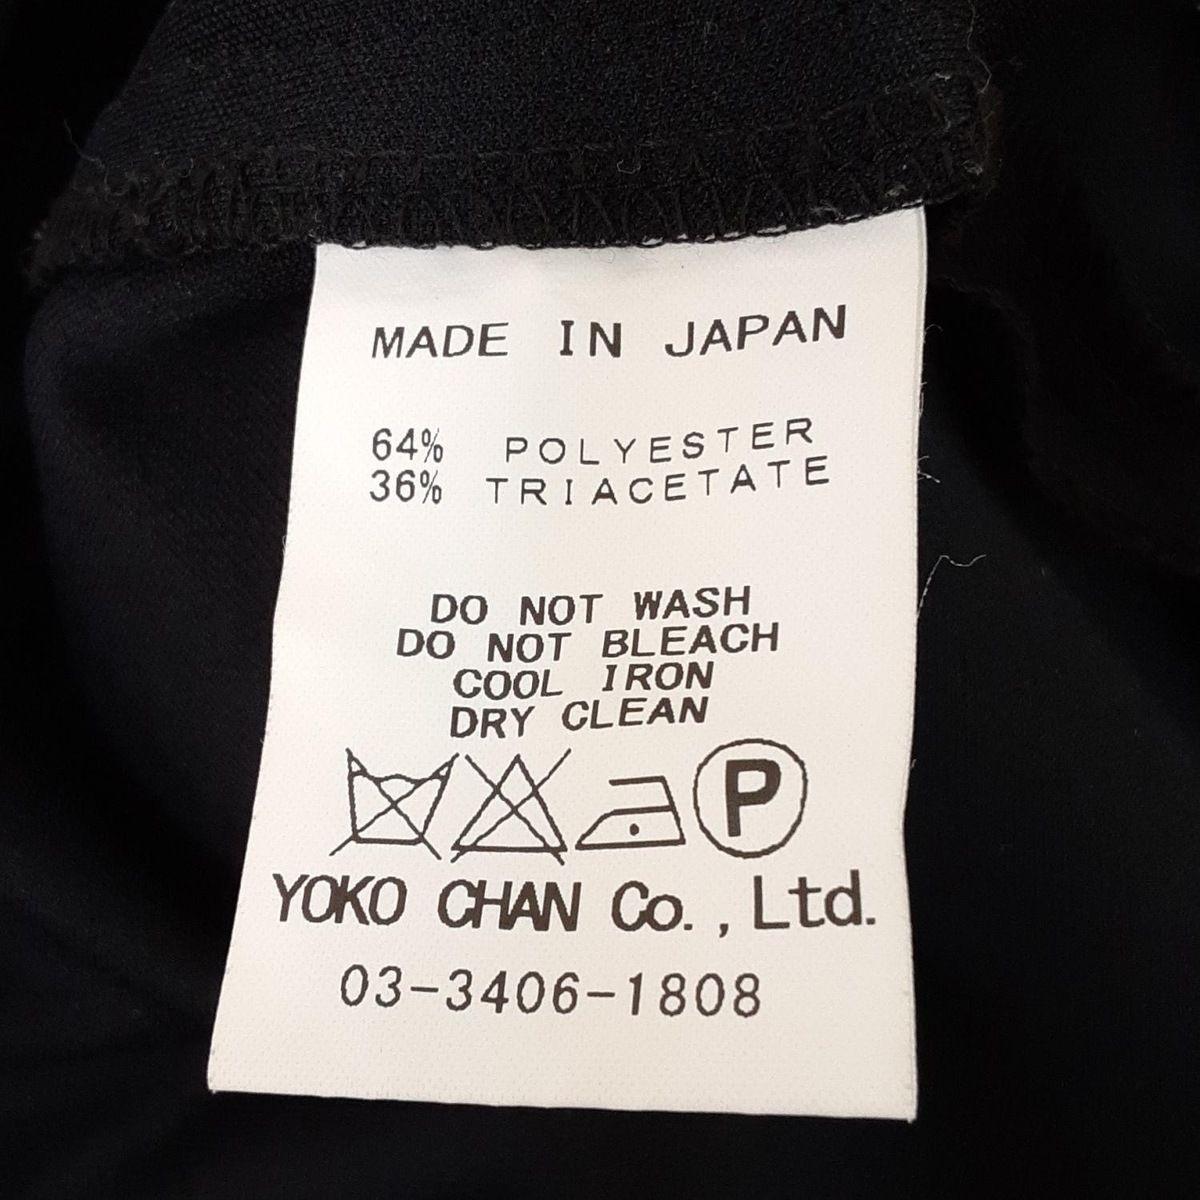 MADE IN JAPAN
64% POLYESTER
36% TRIACETATE
DO NOT WASH
DO NOT BLEACH
COOL IRON
DRY CLEAN
P
YOKO CHAN Co., Ltd.
03-3406-1808